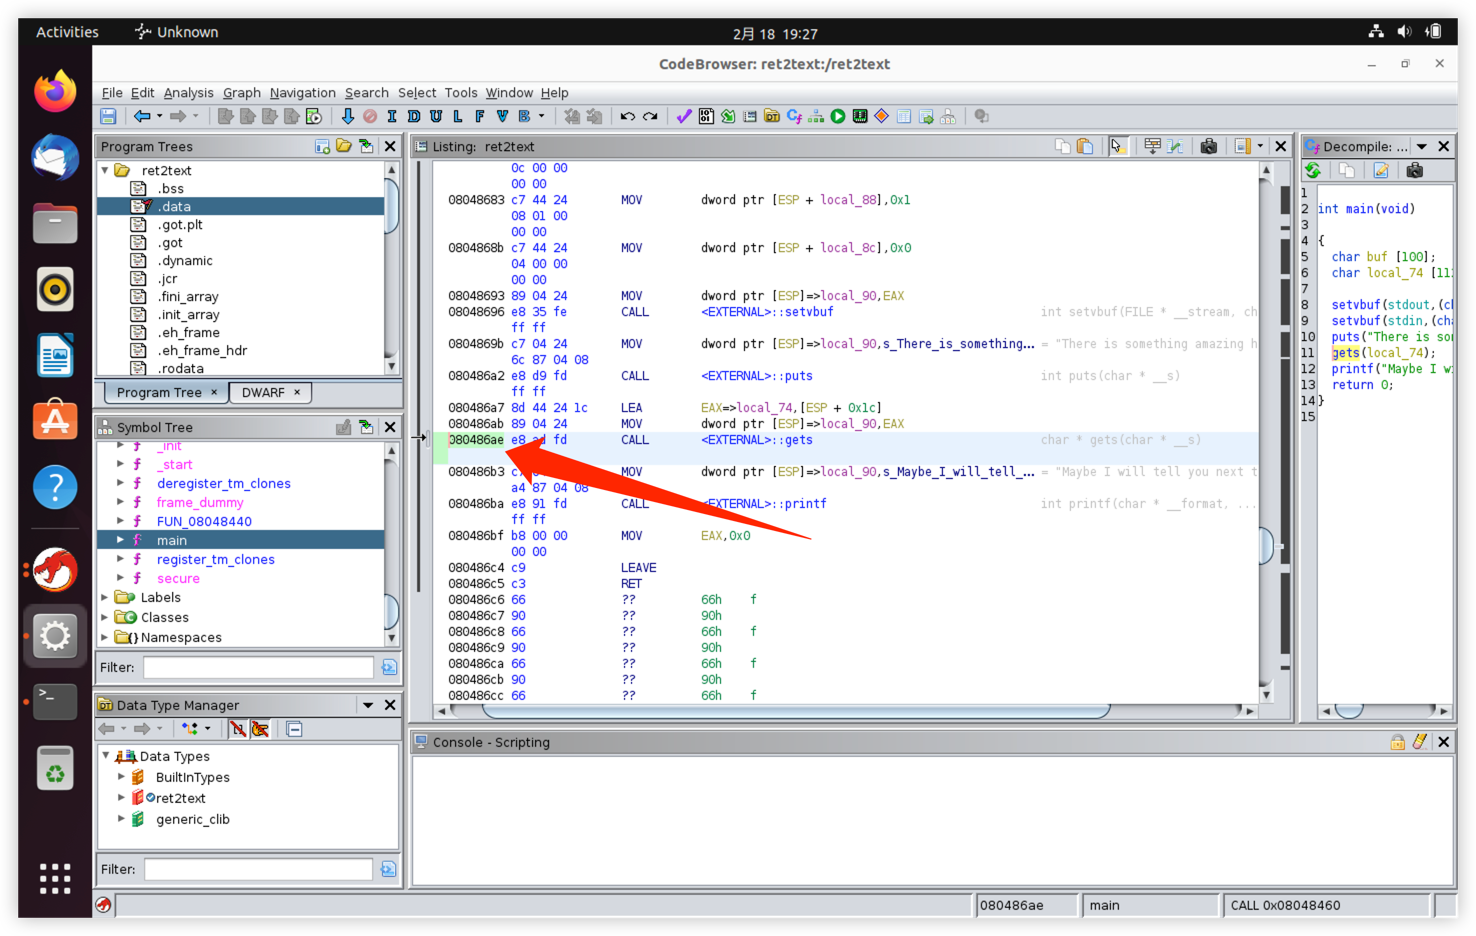 Activities
Unknown
2月 18 19:27
CodeBrowser: ret2text:/ret2text
File Edit Analysis Graph Navigation Search Select Tools Window Help
I D U L F V B
Program Trees
ret2text
.bss
.data
.got.plt
.got
.dynamic
.jcr
.fini_array
.init_array
.eh_frame
.eh_frame_hdr
.rodata
Program Tree ×
DWARF ×
Symbol Tree
f _init
f _start
f deregister_tm_clones
f frame_dummy
f FUN_08048440
f main
f register_tm_clones
f secure
Labels
Classes
Namespaces
Filter:
Data Type Manager
Data Types
BuiltInTypes
ret2text
generic_clib
Filter:
Listing: ret2text
0c 00 00
00 00
08048683 c7 44 24 MOV dword ptr [ESP + local_88],0x1
08 01 00
00 00
0804868b c7 44 24 MOV dword ptr [ESP + local_8c],0x0
04 00 00
00 00
08048693 89 04 24 MOV dword ptr [ESP]=>local_90,EAX
08048696 e8 35 fe CALL <EXTERNAL>::setvbuf int setvbuf(FILE * __stream, ch
ff ff
0804869b c7 04 24 MOV dword ptr [ESP]=>local_90,s_There_is_something... = "There is something amazing h
6c 87 04 08
080486a2 e8 d9 fd CALL <EXTERNAL>::puts int puts(char * __s)
ff ff
080486a7 8d 44 24 1c LEA EAX=>local_74,[ESP + 0x1c]
080486ab 89 04 24 MOV dword ptr [ESP]=>local_90,EAX
080486ae e8 ad fd CALL <EXTERNAL>::gets char * gets(char * __s)
080486b3 MOV dword ptr [ESP]=>local_90,s_Maybe_I_will_tell_... = "Maybe I will tell you next t
a4 87 04 08
080486ba e8 91 fd CALL <EXTERNAL>::printf int printf(char * __format, ...
ff ff
080486bf b8 00 00 MOV EAX,0x0
00 00
080486c4 c9 LEAVE
080486c5 c3 RET
080486c6 66 ?? 66h f
080486c7 90 ?? 90h
080486c8 66 ?? 66h f
080486c9 90 ?? 90h
080486ca 66 ?? 66h f
080486cb 90 ?? 90h
080486cc 66 ?? 66h f
Decompile: ...
1
2 int main(void)
3
4 {
5 char buf [100];
6 char local_74 [11
7
8 setvbuf(stdout,(c
9 setvbuf(stdin,(cha
10 puts("There is so
11 gets(local_74);
12 printf("Maybe I w
13 return 0;
14 }
15
Console - Scripting
080486ae
main
CALL 0x08048460